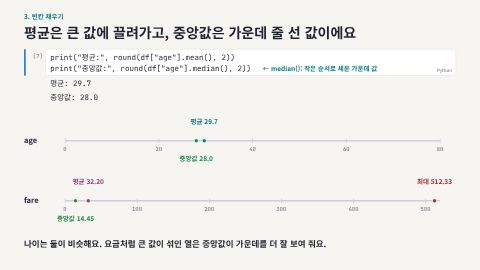 3. 빈칸 채우기
평균은 큰 값에 끌려가고, 중앙값은 가운데 줄 선 값이에요
[7] print("평균:", round(df["age"].mean(), 2))
print("중앙값:", round(df["age"].median(), 2)) ← median(): 작은 순서로 세운 가운데 값
Python
평균: 29.7
중앙값: 28.0
평균 29.7
age
0 20 40 60 80
중앙값 28.0
평균 32.20 최대 512.33
fare
0 100 200 300 400 500
중앙값 14.45
나이는 둘이 비슷해요. 요금처럼 큰 값이 섞인 열은 중앙값이 가운데를 더 잘 보여 줘요.